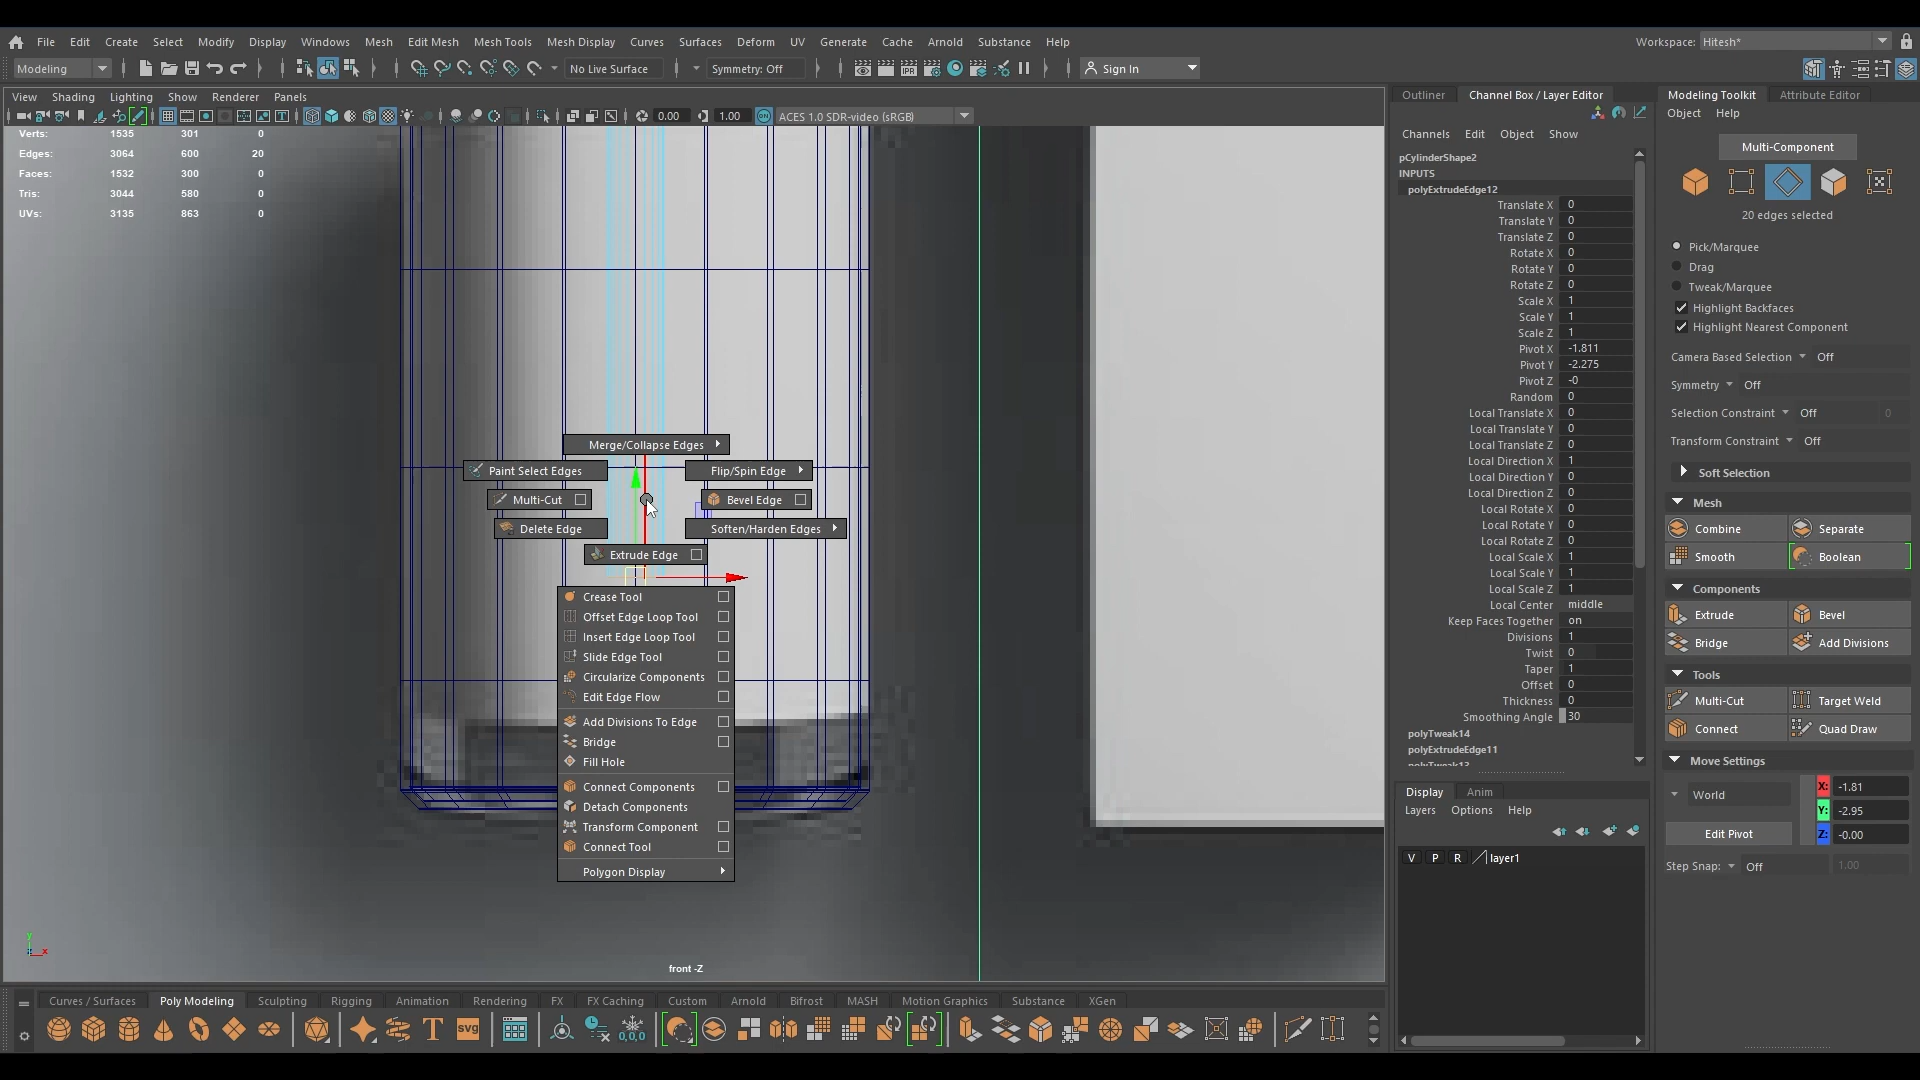 File Edit Create Select Modify Display Windows Mesh Edit Mesh Mesh Tools Mesh Display Curves Surfaces Deform UV Generate Cache Arnold Substance Help
Workspace: Hitesh*
Modeling
No Live Surface
Symmetry: Off
IPR
Sign In
View Shading Lighting Show Renderer Panels
0.00
1.00
ON
ACES 1.0 SDR-video (sRGB)
Verts: 1535 301 0
Edges: 3064 600 20
Faces: 1532 300 0
Tris: 3044 580 0
UVs: 3135 863 0
Merge/Collapse Edges
Paint Select Edges
Flip/Spin Edge
Multi-Cut
Bevel Edge
Delete Edge
Soften/Harden Edges
Extrude Edge
Crease Tool
Offset Edge Loop Tool
Insert Edge Loop Tool
Slide Edge Tool
Circularize Components
Edit Edge Flow
Add Divisions To Edge
Bridge
Fill Hole
Connect Components
Detach Components
Transform Component
Connect Tool
Polygon Display
front -Z
y
x
Outliner Channel Box / Layer Editor
Channels Edit Object Show
pCylinderShape2
INPUTS
polyExtrudeEdge12
Translate X 0
Translate Y 0
Translate Z 0
Rotate X 0
Rotate Y 0
Rotate Z 0
Scale X 1
Scale Y 1
Scale Z 1
Pivot X -1.811
Pivot Y -2.275
Pivot Z -0
Random 0
Local Translate X 0
Local Translate Y 0
Local Translate Z 0
Local Direction X 1
Local Direction Y 0
Local Direction Z 0
Local Rotate X 0
Local Rotate Y 0
Local Rotate Z 0
Local Scale X 1
Local Scale Y 1
Local Scale Z 1
Local Center middle
Keep Faces Together on
Divisions 1
Twist 0
Taper 1
Offset 0
Thickness 0
Smoothing Angle 30
polyTweak14
polyExtrudeEdge11
polyTweak13
Display Anim
Layers Options Help
V P R layer1
Modeling Toolkit Attribute Editor
Object Help
Multi-Component
20 edges selected
Pick/Marquee
Drag
Tweak/Marquee
Highlight Backfaces
Highlight Nearest Component
Camera Based Selection Off
Symmetry Off
Selection Constraint Off 0
Transform Constraint Off
Soft Selection
Mesh
Combine Separate
Smooth Boolean
Components
Extrude Bevel
Bridge Add Divisions
Tools
Multi-Cut Target Weld
Connect Quad Draw
Move Settings
World
X: -1.81
Y: -2.95
Edit Pivot
Z: -0.00
Step Snap: Off 1.00
Curves / Surfaces Poly Modeling Sculpting Rigging Animation Rendering FX FX Caching Custom Arnold Bifrost MASH Motion Graphics Substance XGen
T
SVG
0,0,0